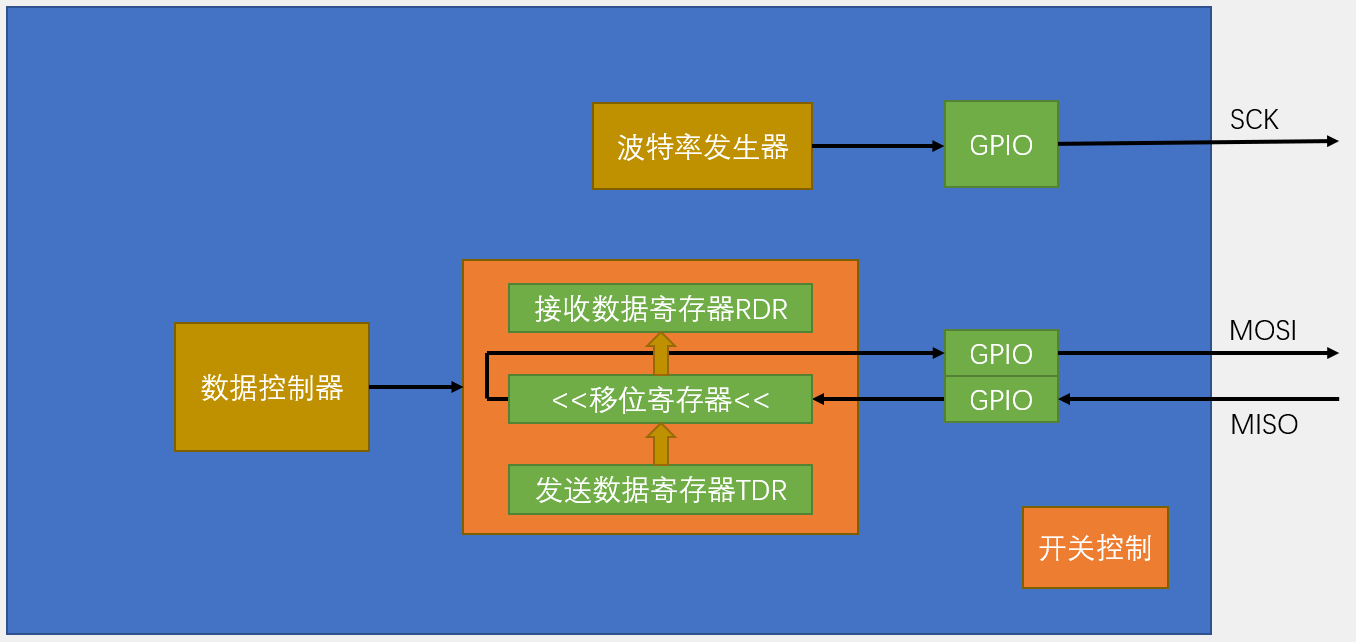 波特率发生器
GPIO
SCK
接收数据寄存器RDR
数据控制器
<<移位寄存器<<
发送数据寄存器TDR
GPIO
MOSI
GPIO
MISO
开关控制